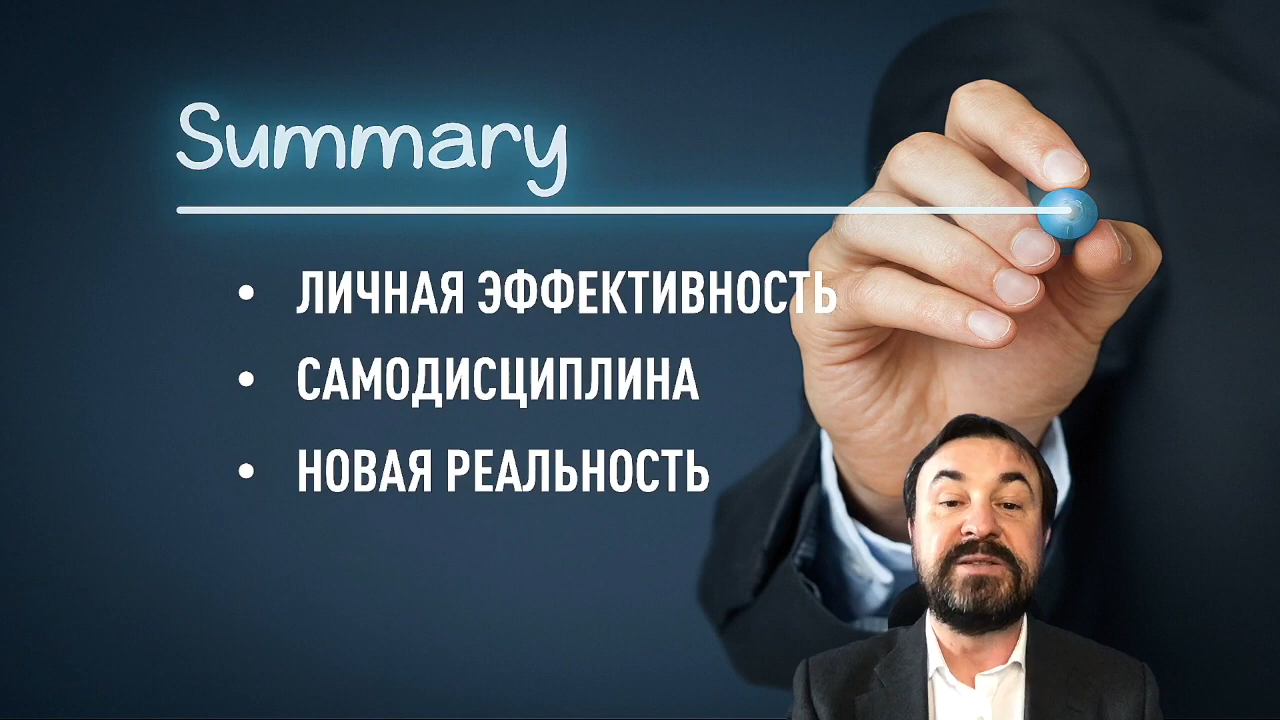 Summary
• ЛИЧНАЯ ЭФФЕКТИВНОСТЬ
• САМОДИСЦИПЛИНА
• НОВАЯ РЕАЛЬНОСТЬ